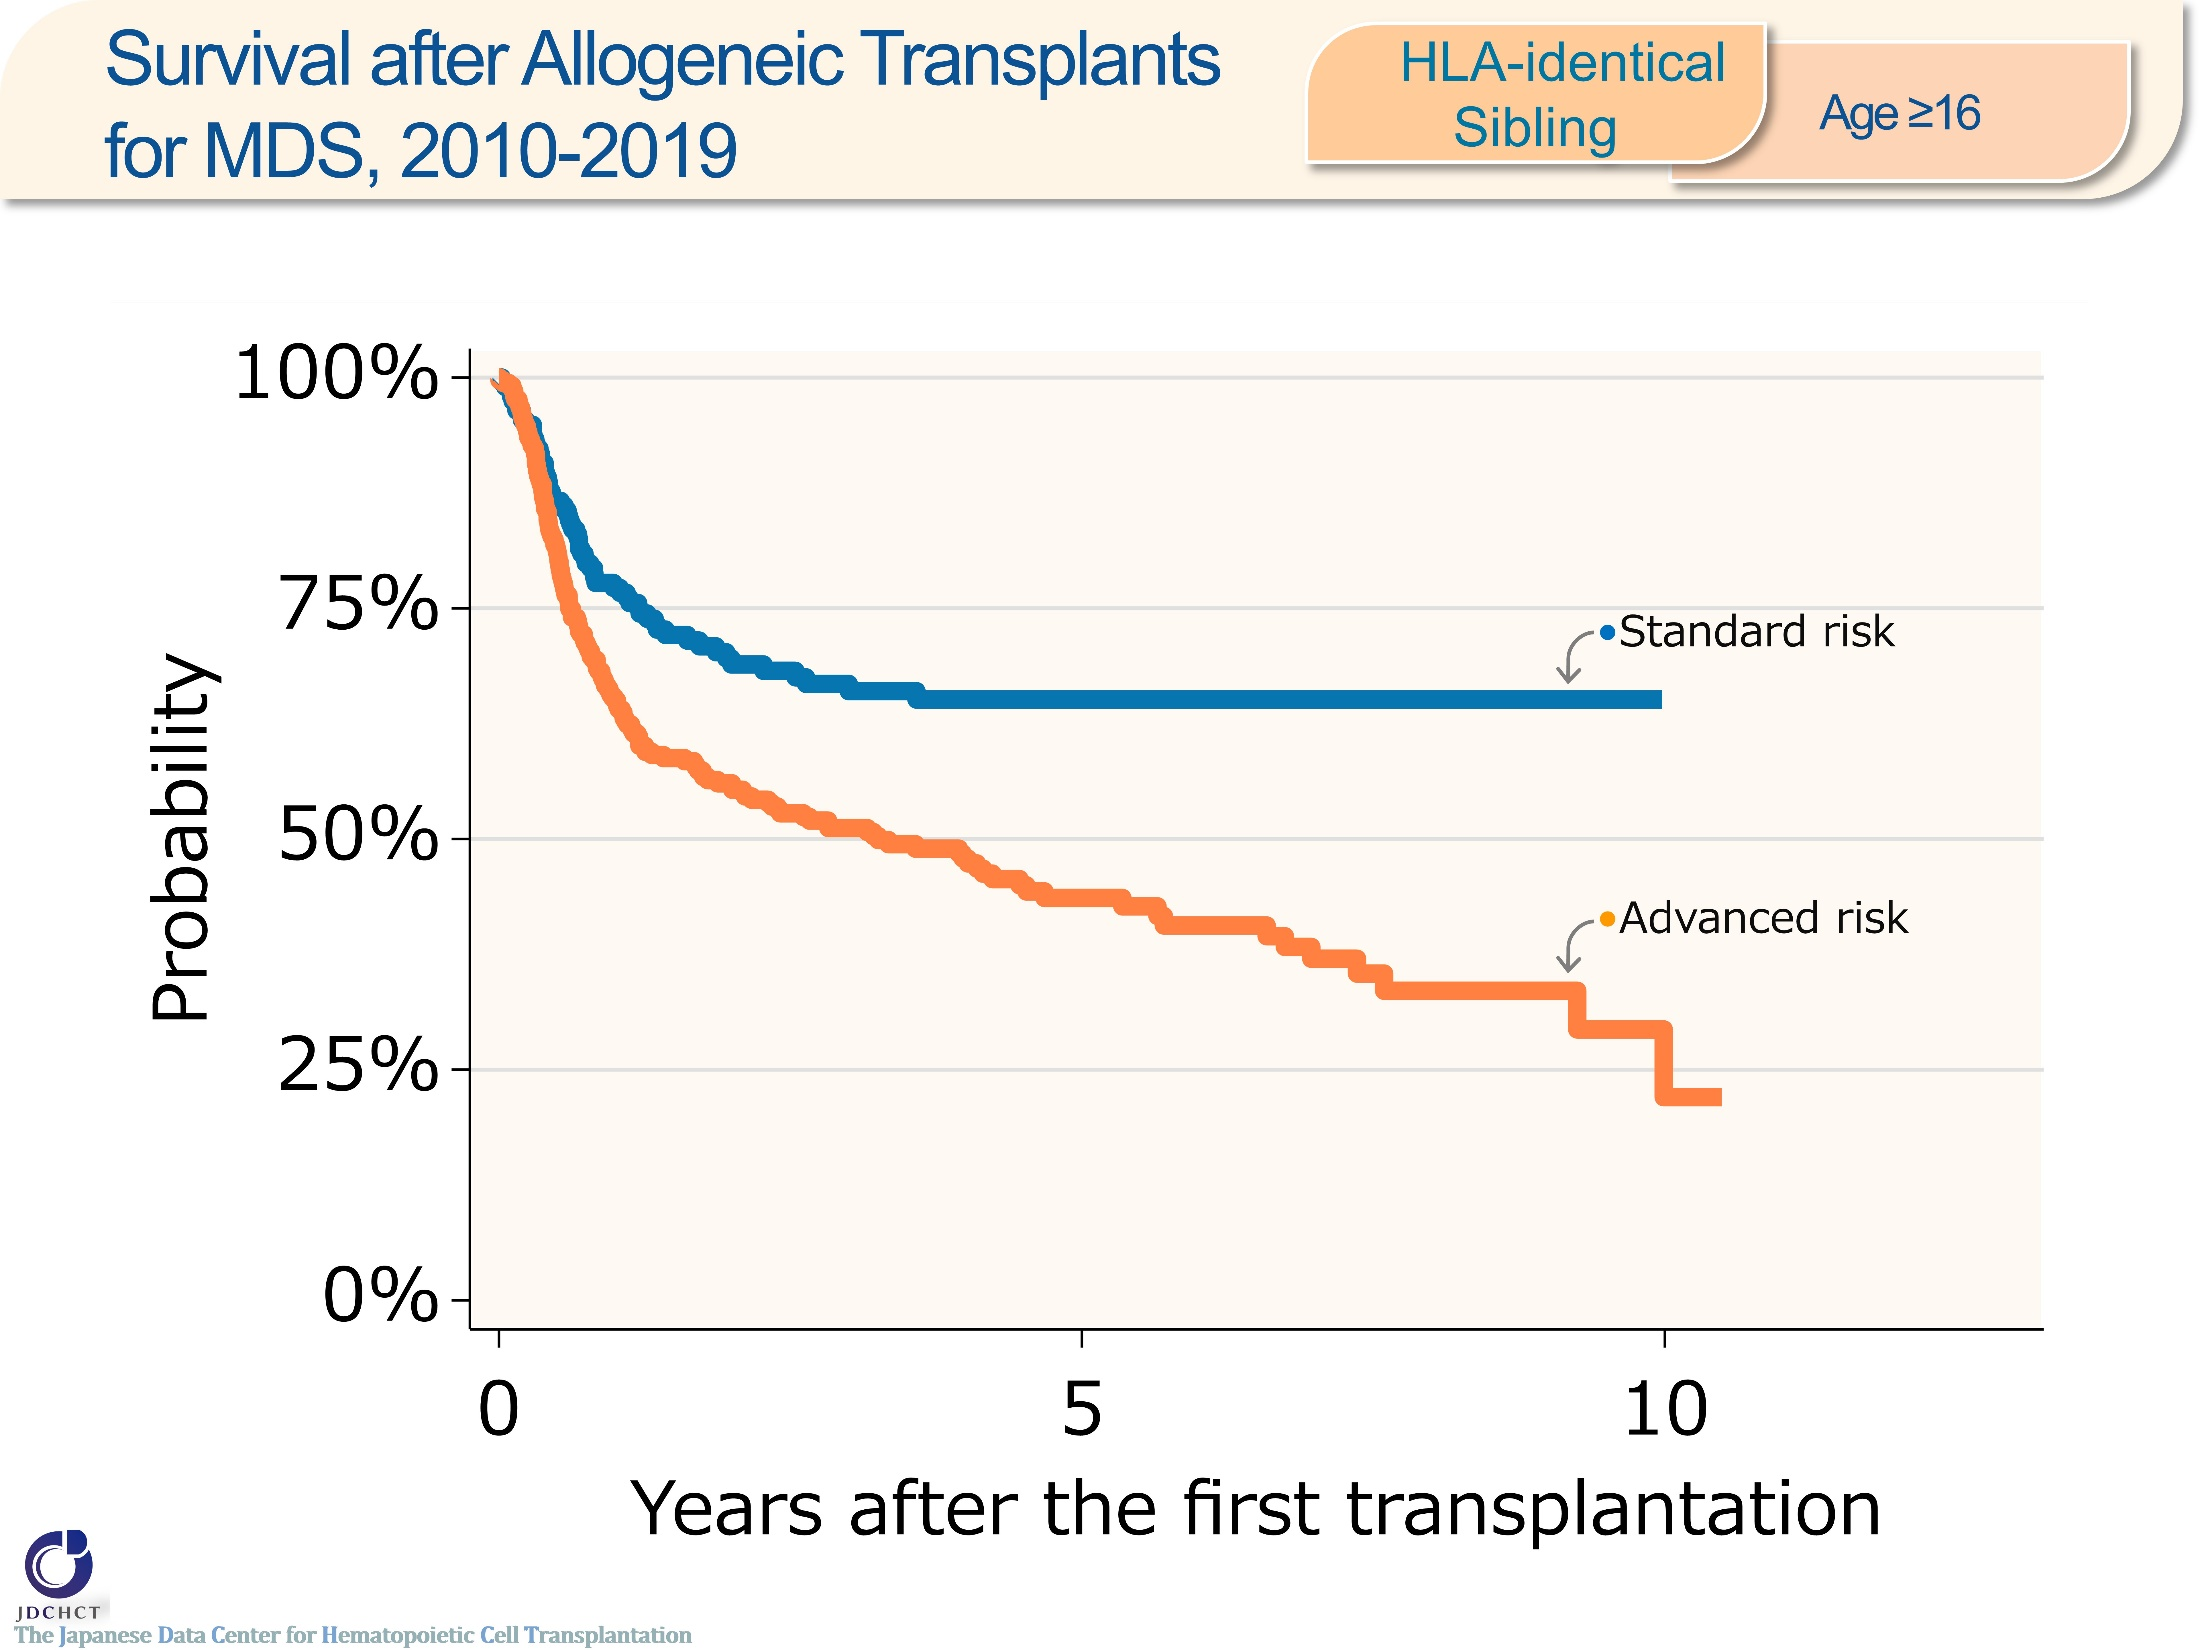 Survival after Allogeneic Transplants
for MDS, 2010-2019
HLA-identical
Sibling
Age ≥16
100%
75%
50%
25%
0%
Probability
Standard risk
Advanced risk
0
5
10
Years after the first transplantation
JDCHCT
The Japanese Data Center for Hematopoietic Cell Transplantation